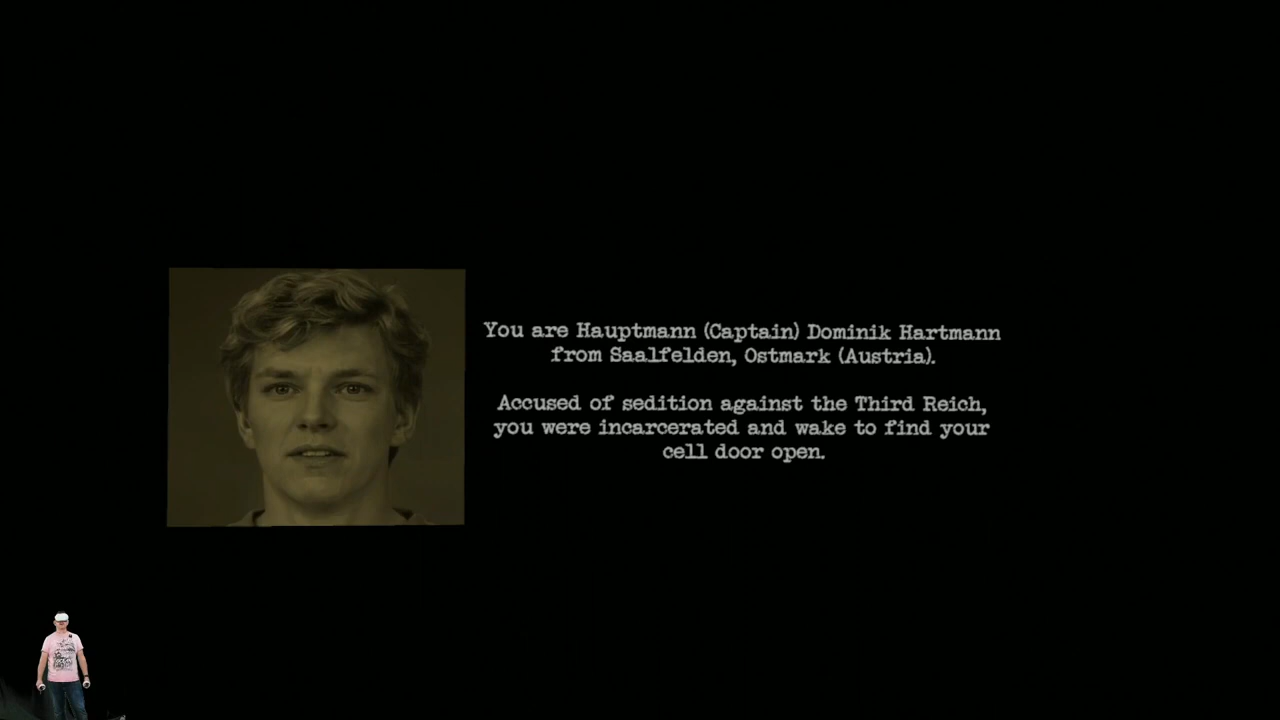 You are Hauptmann (Captain) Dominik Hartmann
from Saalfelden, Ostmark (Austria).
Accused of sedition against the Third Reich,
you were incarcerated and wake to find your
cell door open.